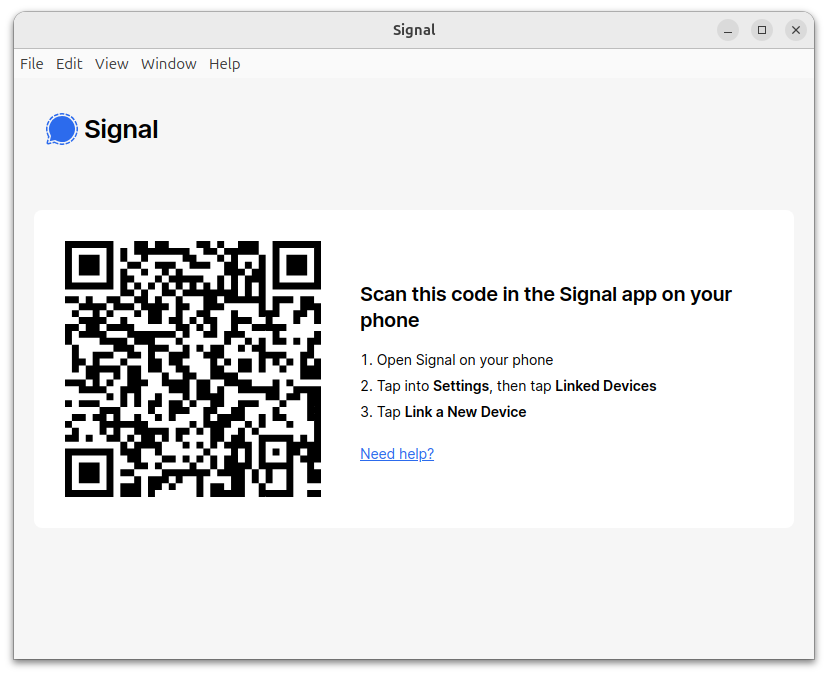 Signal
File Edit View Window Help
Signal
Scan this code in the Signal app on your
phone
1. Open Signal on your phone
2. Tap into Settings, then tap Linked Devices
3. Tap Link a New Device
Need help?